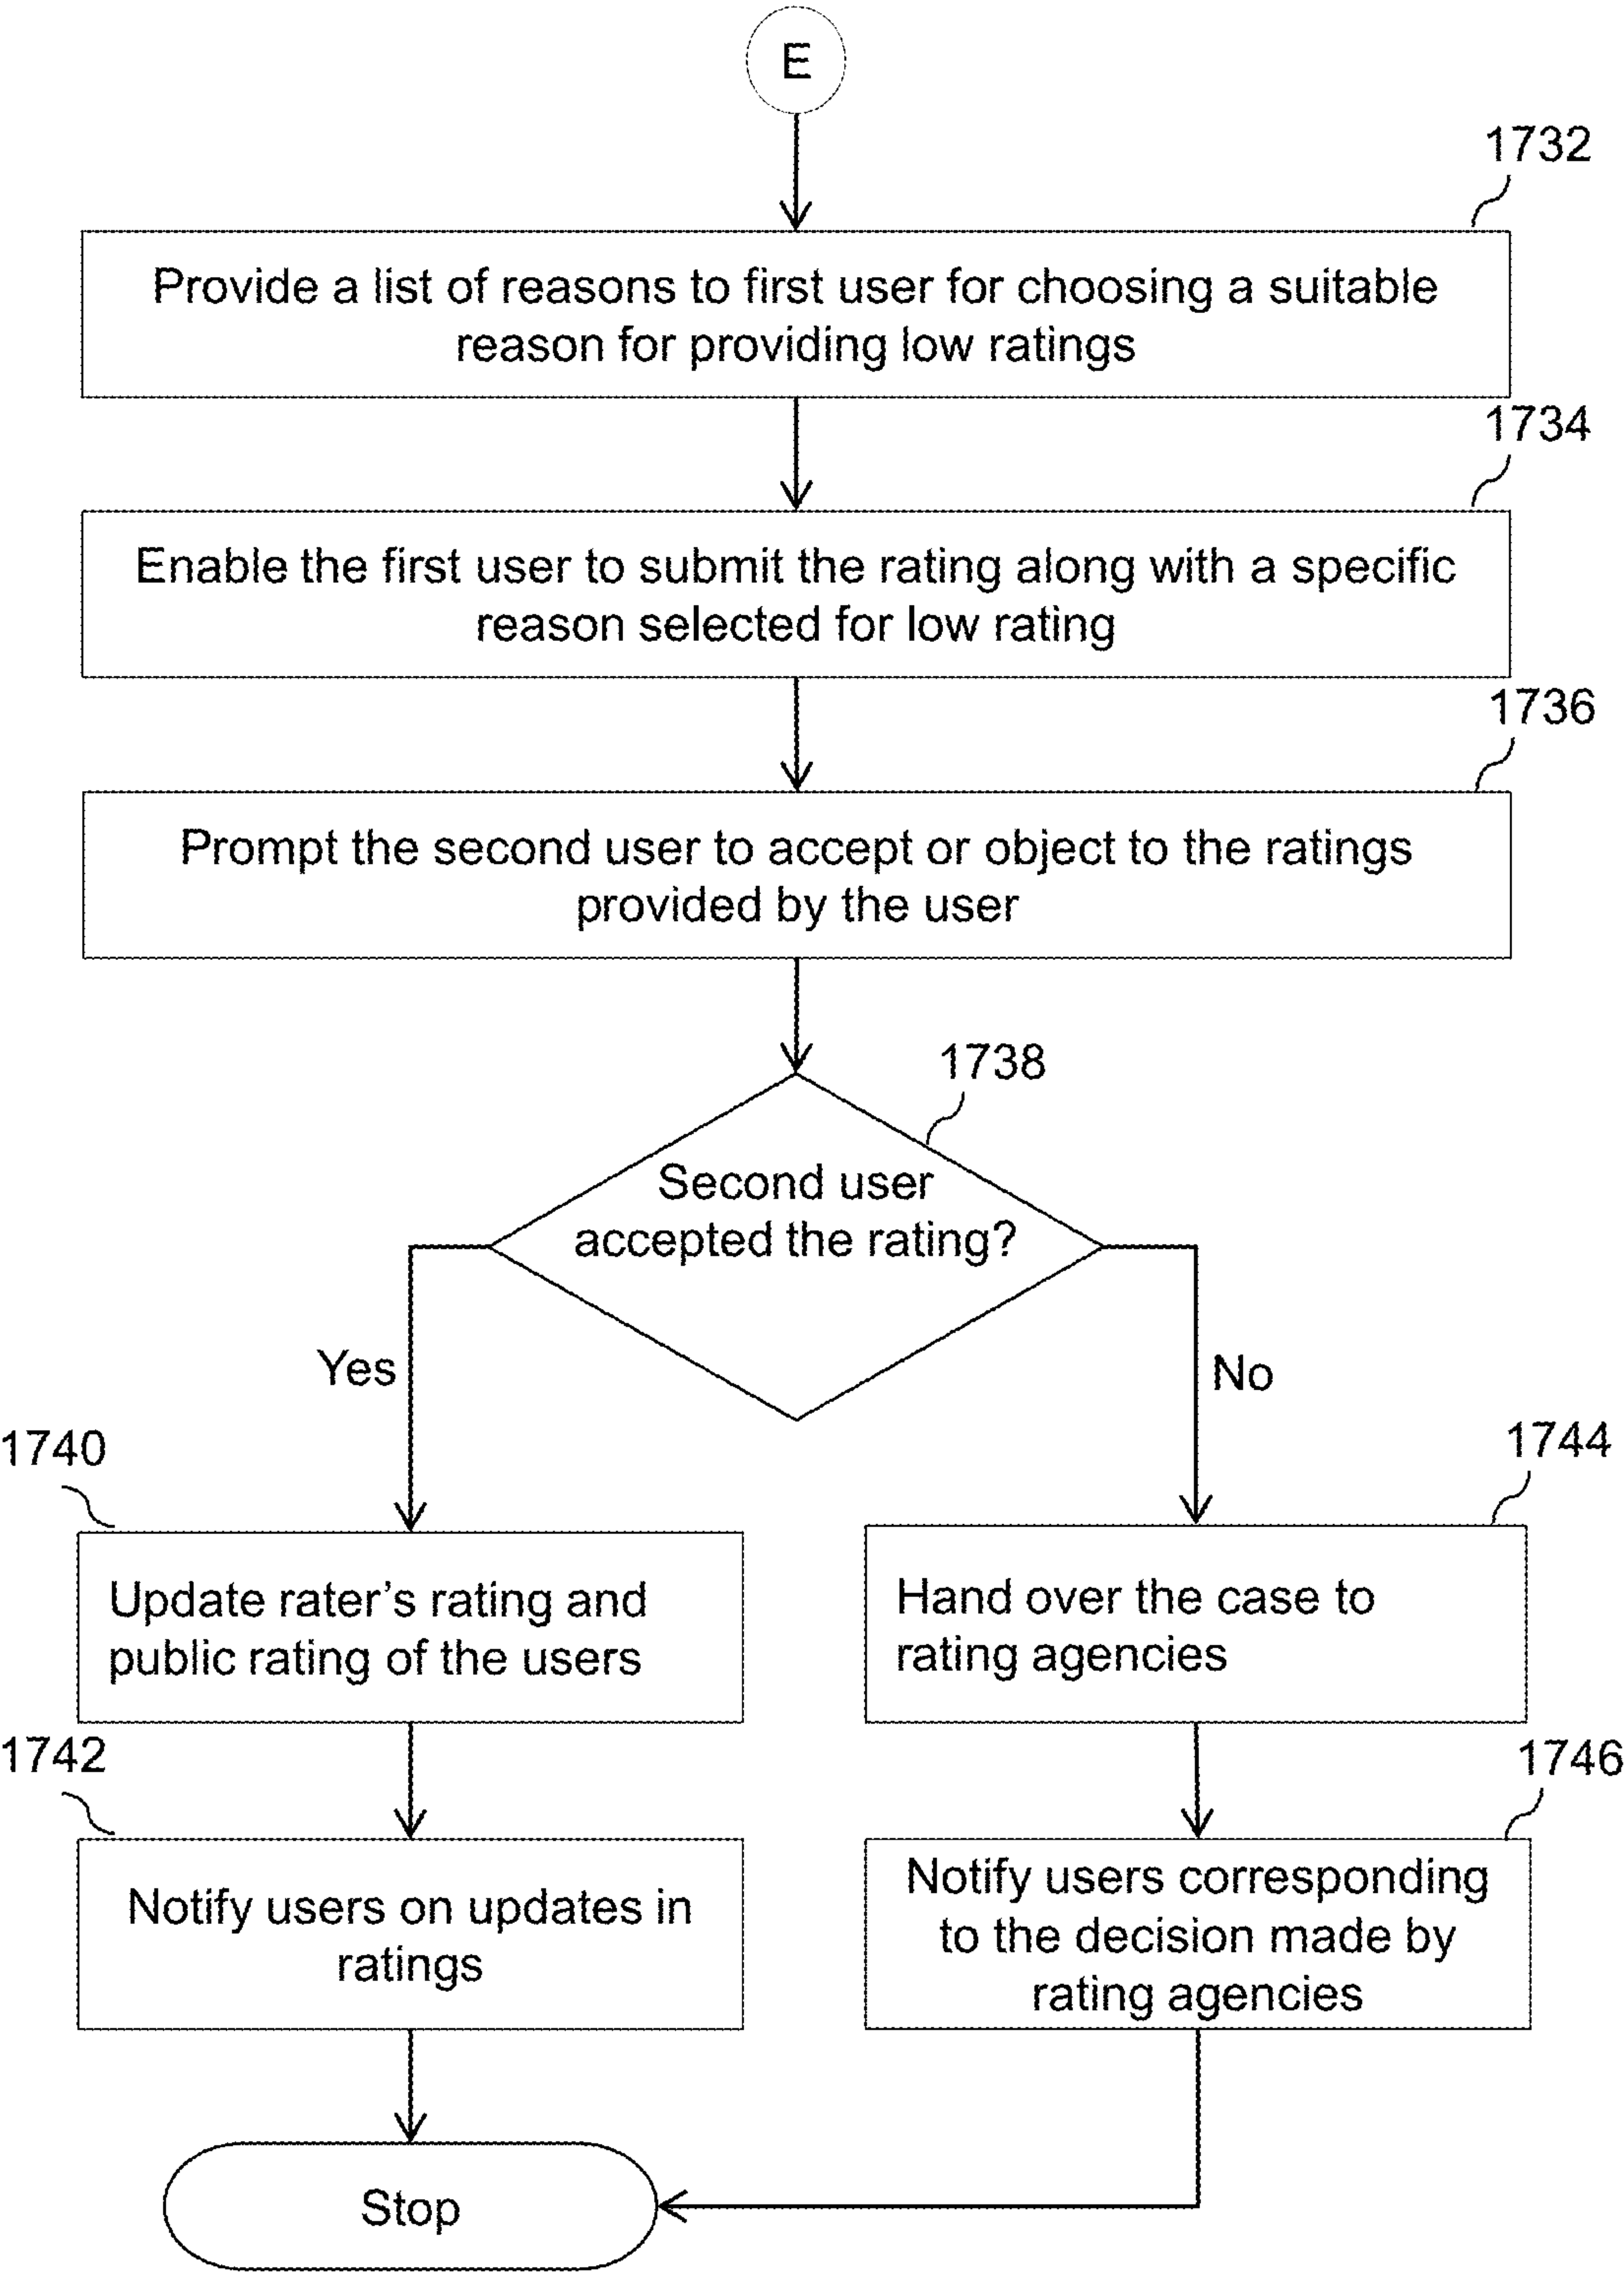 E
1732
Provide a list of reasons to first user for choosing a suitable
reason for providing low ratings
1734
Enable the first user to submit the rating along with a specific
reason selected for low rating
1736
Prompt the second user to accept or object to the ratings
provided by the user
1738
Second user
accepted the rating?
Yes
No
1740
Update rater’s rating and
public rating of the users
1744
Hand over the case to
rating agencies
1742
Notify users on updates in
ratings
1746
Notify users corresponding
to the decision made by
rating agencies
Stop